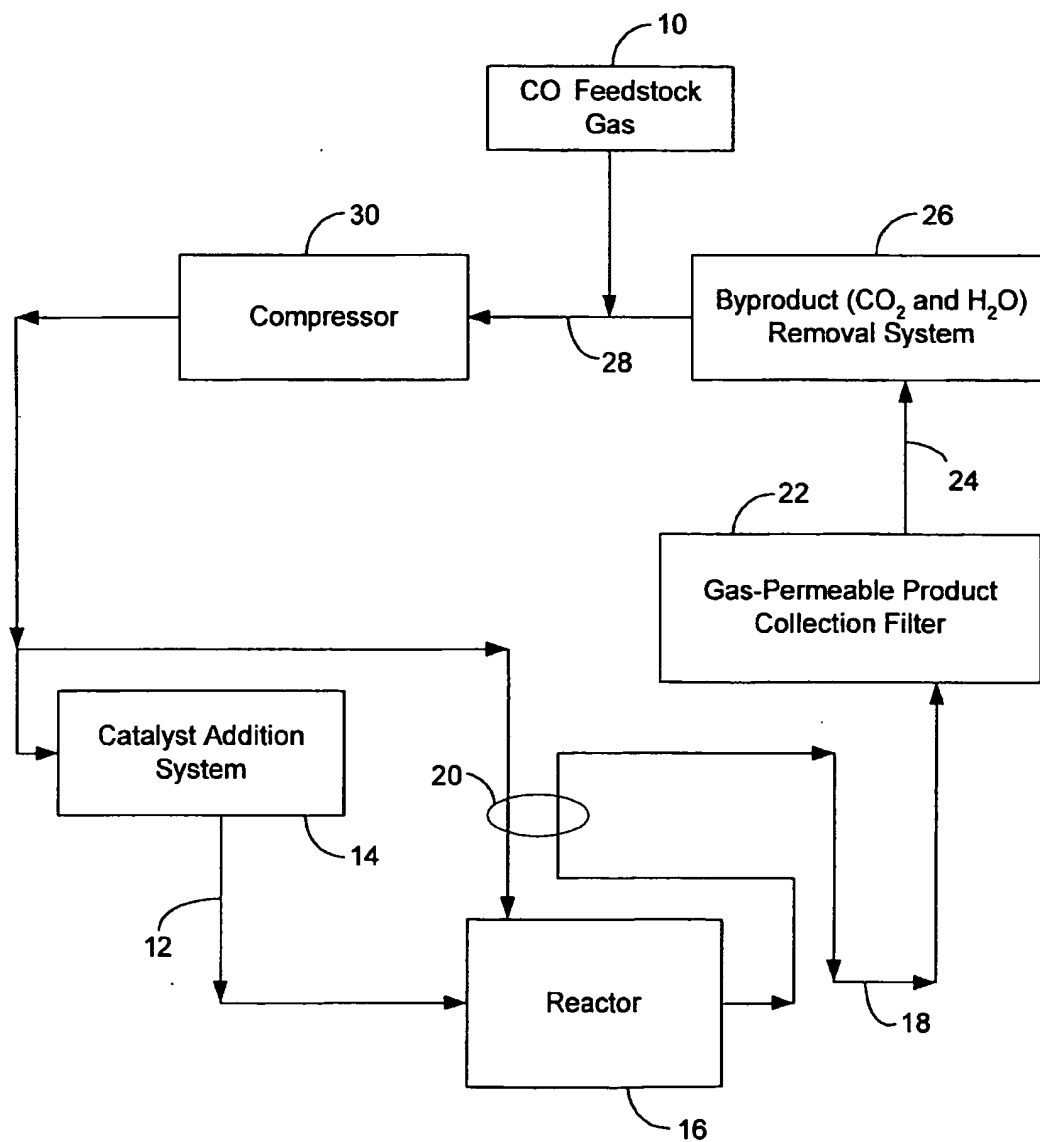 10
CO Feedstock
Gas
30
26
Compressor
Byproduct (CO₂ and H₂O)
Removal System
28
24
22
Gas-Permeable Product
Collection Filter
Catalyst Addition
System
20
14
12
Reactor
18
16